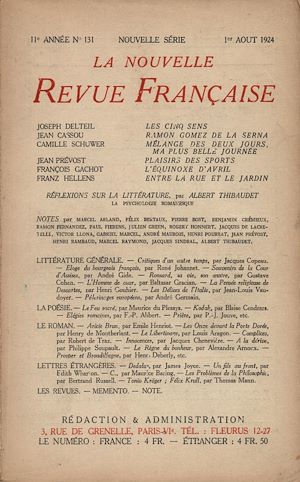 11e ANNÉE No 131 NOUVELLE SÉRIE 1er AOUT 1924
LA NOUVELLE
REVUE FRANÇAISE
JOSEPH DELTEIL LES CINQ SENS
JEAN CASSOU RAMON GOMEZ DE LA SERNA
CAMILLE SCHUWER MÉLANGE DES DEUX JOURS,
MA PLUS BELLE JOURNÉE
JEAN PRÉVOST PLAISIRS DES SPORTS
FRANÇOIS GACHOT L'ÉQUINOXE D'AVRIL
FRANZ HELLENS ENTRE LA RUE ET LE JARDIN
RÉFLEXIONS SUR LA LITTÉRATURE, par ALBERT THIBAUDET
LA PSYCHOLOGIE ROMANESQUE
NOTES par MARCEL ARLAND, FÉLIX BERTAUX, PIERRE BOST, BENJAMIN CRÉMIEUX,
RAMON FERNANDEZ, PAUL FIERENS, JULIEN GREEN, ROGER HONNERT, JACQUES DE LACRE-
TELLE, VICTOR LLONA, GABRIEL MARCEL, ANDRÉ MAUROIS, HENRI POURRAT, JEAN PRÉVOST,
HENRI RAMBAUD, MARCEL RAYMOND, JACQUES SINDRAL, ALBERT THIBAUDET.
LITTÉRATURE GÉNÉRALE. — Critiques d'un autre temps, par Jacques Copeau.
— Eloge du bourgeois français, par René Johannet. — Souvenirs de la Cour
d'Assises, par André Gide. — Ronsard, sa vie, son œuvre, par Gustave
Cohen. — L'Homme de cour, par Baltasar Gracian. — La Pensée religieuse de
Descartes, par Henri Gouhier. — Les Délices de l'Italie, par Jean-Louis Vau-
doyer. — Pèlerinages européens, par André Germain.
LA POÉSIE. — Le Feu sacré, par Maurice du Plessys. — Kodak, par Blaise Cendrars.
— Élégies romaines, par F.-P. Alibert. — Prière, par P.-J. Jouve, etc.
LE ROMAN. — Aricie Brun, par Emile Henriot. — Les Onze devant la Porte Dorée,
par Henry de Montherlant. — Le Libertinage, par Louis Aragon. — Complices,
par Robert de Traz. — Innocences, par Jacques Chenevière. — A la dérive,
par Philippe Soupault. — Le Règne du bonheur, par Alexandre Arnoux. —
Prosper et Broudilfagne, par Henri Deberly, etc.
LETTRES ÉTRANGÈRES. — Dedalus, par James Joyce. — Un fils au front, par
Edith Wharton. — C., par Maurice Baring. — Les Problèmes de la Philosophie,
par Bertrand Russell. — Tonio Kröger ; Félix Krull, par Thomas Mann.
LES REVUES. — MEMENTO. — NOTE.
RÉDACTION & ADMINISTRATION
3, RUE DE GRENELLE, PARIS-VIe. TÉL. : FLEURUS 12-27
LE NUMÉRO : FRANCE : 4 FR. — ÉTRANGER : 4 FR. 50